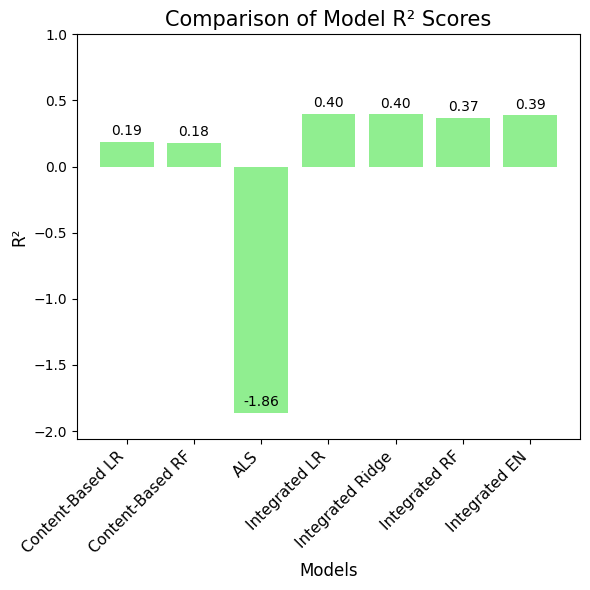 Comparison of Model R² Scores
1.0
0.5
0.0
−0.5
−1.0
−1.5
−2.0
R²
0.19
0.18
-1.86
0.40
0.40
0.37
0.39
Content-Based LR
Content-Based RF
ALS
Integrated LR
Integrated Ridge
Integrated RF
Integrated EN
Models